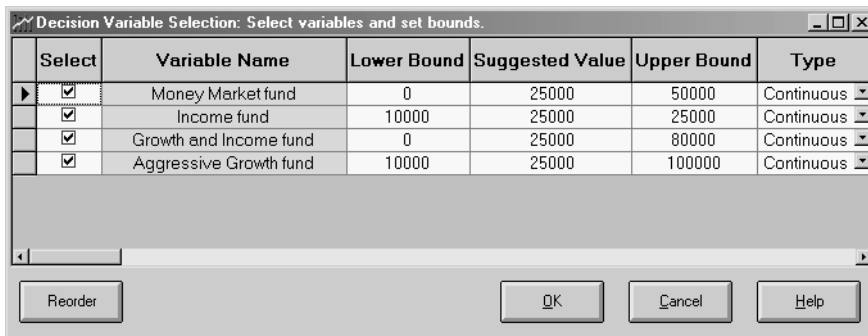 Decision Variable Selection: Select variables and set bounds.
Select Variable Name Lower Bound Suggested Value Upper Bound Type
Money Market fund 0 25000 50000 Continuous
Income fund 10000 25000 25000 Continuous
Growth and Income fund 0 25000 80000 Continuous
Aggressive Growth fund 10000 25000 100000 Continuous
Reorder OK Cancel Help